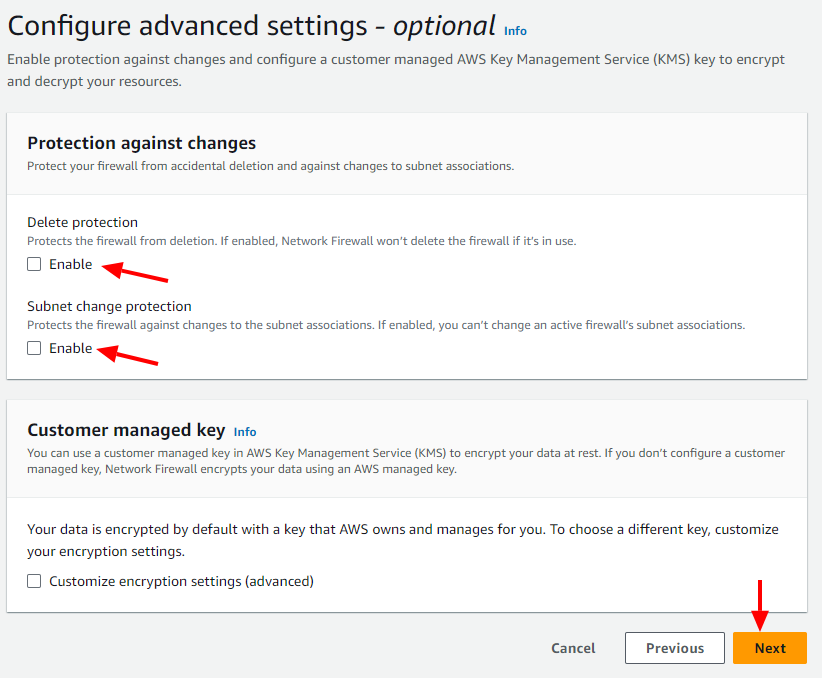 Configure advanced settings - optional Info
Enable protection against changes and configure a customer managed AWS Key Management Service (KMS) key to encrypt
and decrypt your resources.
Protection against changes
Protect your firewall from accidental deletion and against changes to subnet associations.
Delete protection
Protects the firewall from deletion. If enabled, Network Firewall won't delete the firewall if it's in use.
Enable
Subnet change protection
Protects the firewall against changes to the subnet associations. If enabled, you can't change an active firewall's subnet associations.
Enable
Customer managed key Info
You can use a customer managed key in AWS Key Management Service (KMS) to encrypt your data at rest. If you don't configure a customer
managed key, Network Firewall encrypts your data using an AWS managed key.
Your data is encrypted by default with a key that AWS owns and manages for you. To choose a different key, customize
your encryption settings.
Customize encryption settings (advanced)
Cancel Previous Next